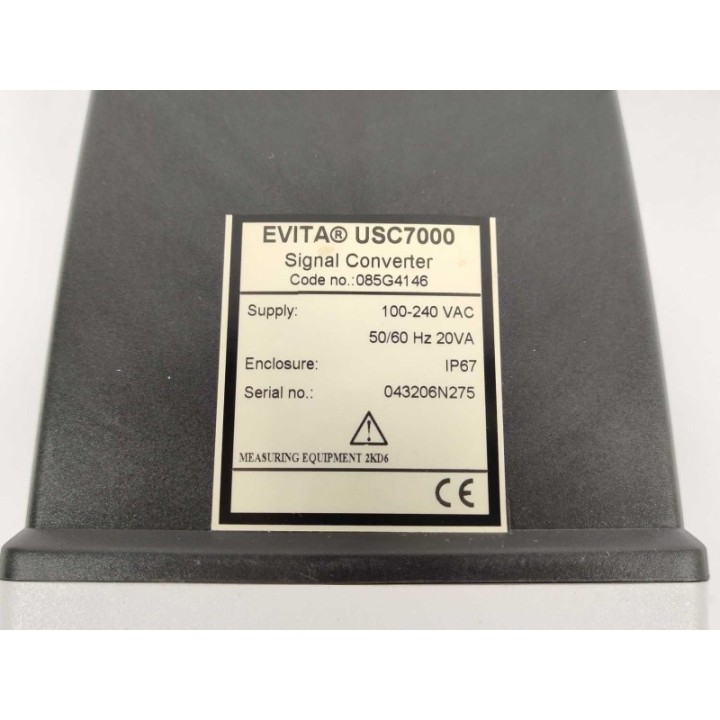 EVITA® USC7000
Signal Converter
Code no.:085G4146
Supply: 100-240 VAC
50/60 Hz 20VA
Enclosure: IP67
Serial no.: 043206N275
MEASURING EQUIPMENT 2KD6
CE